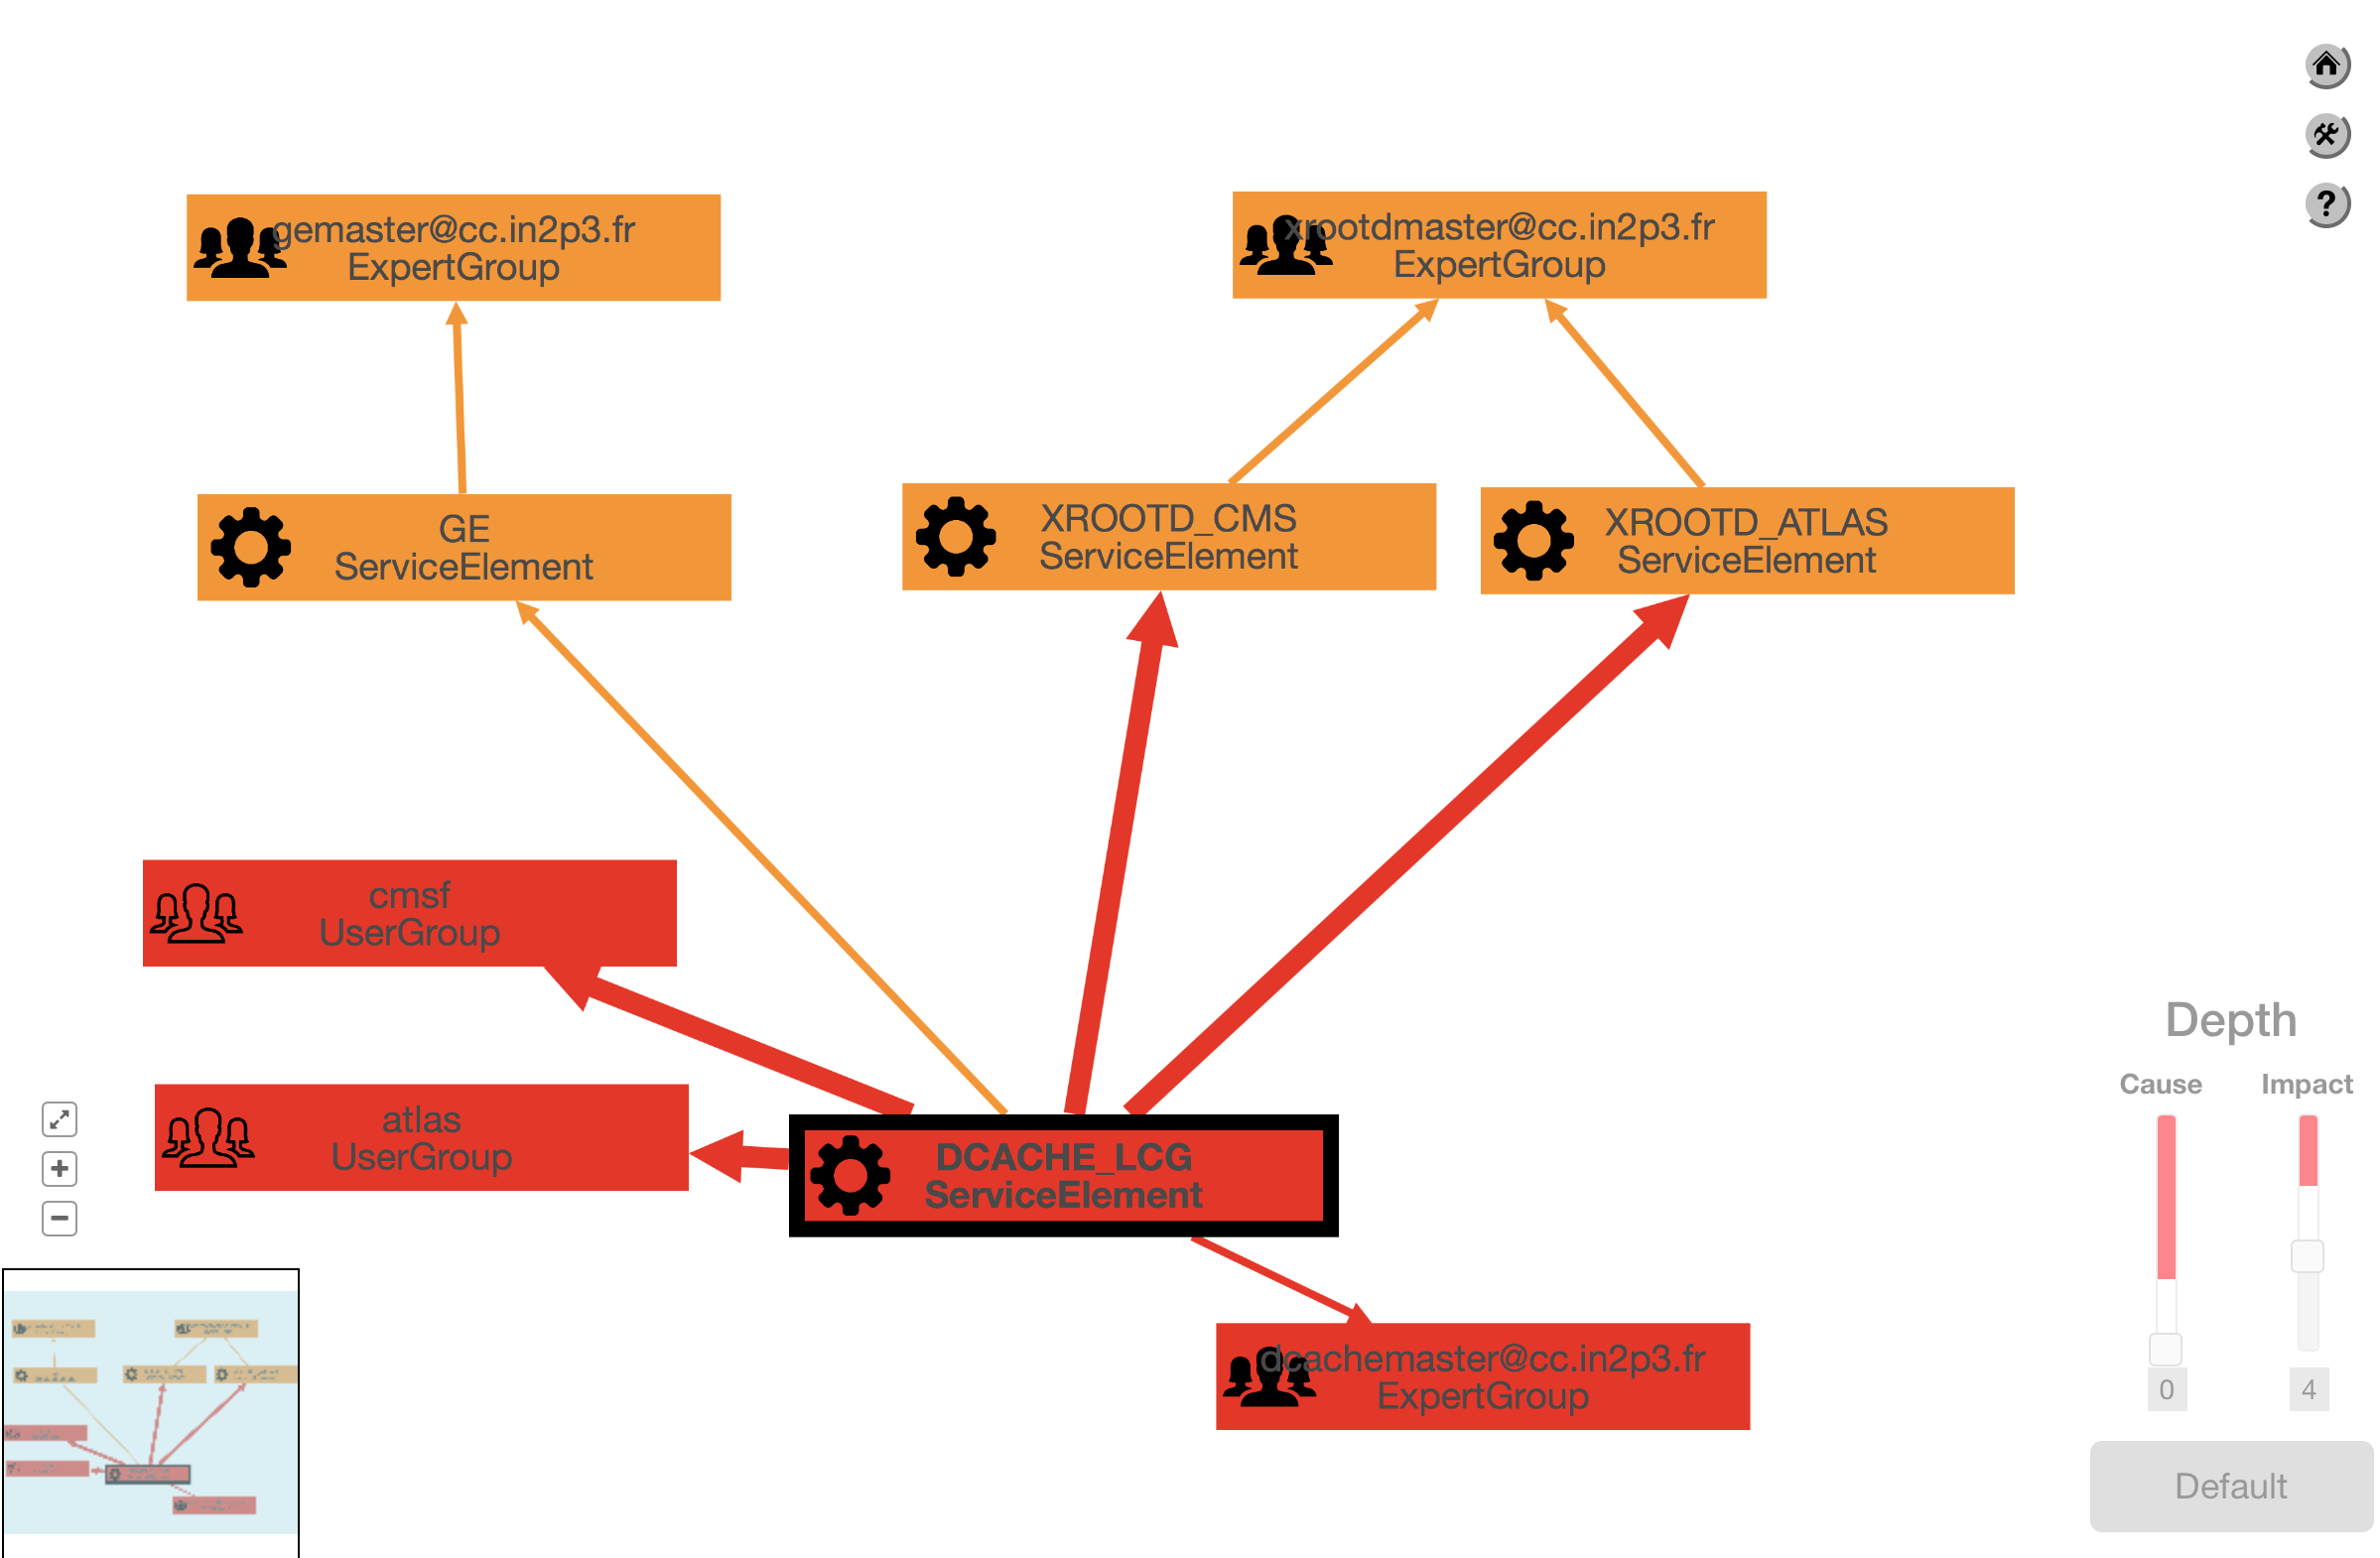 gemaster@cc.in2p3.fr
ExpertGroup
xrootdmaster@cc.in2p3.fr
ExpertGroup
?
GE
ServiceElement
XROOTD_CMS
ServiceElement
XROOTD_ATLAS
ServiceElement
cmsf
UserGroup
atlas
UserGroup
DCACHE_LCG
ServiceElement
dcachemaster@cc.in2p3.fr
ExpertGroup
Depth
Cause
Impact
0
4
Default